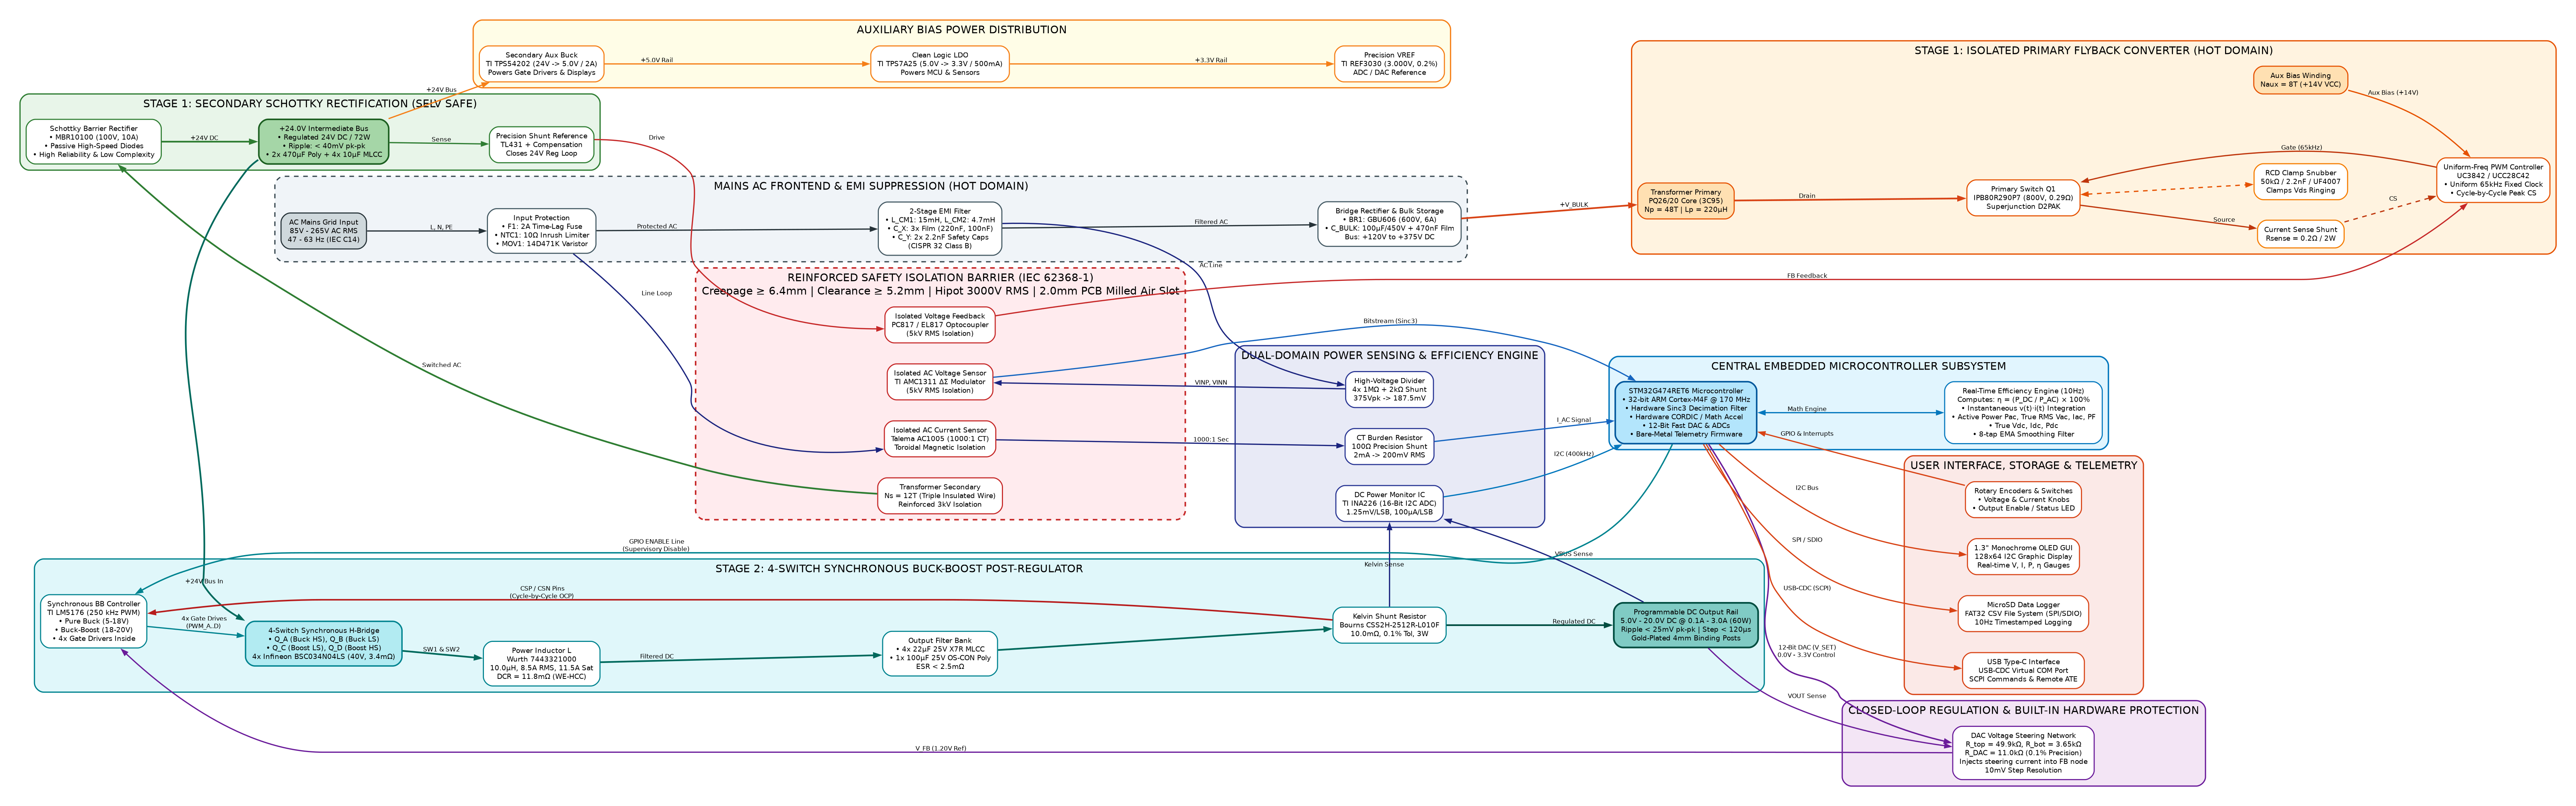 AUXILIARY BIAS POWER DISTRIBUTION
Secondary Aux Buck
TI TPS54202 (24V -> 5.0V / 2A)
Powers Gate Drivers & Displays
+5.0V Rail
Clean Logic LDO
TI TPS7A25 (5.0V -> 3.3V / 500mA)
Powers MCU & Sensors
+3.3V Rail
Precision VREF
TI REF3030 (3.000V, 0.2%)
ADC / DAC Reference
+24V Bus
STAGE 1: SECONDARY SCHOTTKY RECTIFICATION (SELV SAFE)
Schottky Barrier Rectifier
• MBR10100 (100V, 10A)
• Passive High-Speed Diodes
• High Reliability & Low Complexity
+24V DC
+24.0V Intermediate Bus
• Regulated 24V DC / 72W
• Ripple: < 40mV pk-pk
• 2x 470µF Poly + 4x 10µF MLCC
Sense
Precision Shunt Reference
TL431 + Compensation
Closes 24V Reg Loop
Drive
STAGE 1: ISOLATED PRIMARY FLYBACK CONVERTER (HOT DOMAIN)
Aux Bias Winding
Naux = 8T (+14V VCC)
Aux Bias (+14V)
Gate (65kHz)
Uniform-Freq PWM Controller
UC3842 / UCC28C42
• Uniform 65kHz Fixed Clock
• Cycle-by-Cycle Peak CS
RCD Clamp Snubber
50kΩ / 2.2nF / UF4007
Clamps Vds Ringing
Transformer Primary
PQ26/20 Core (3C95)
Np = 48T | Lp = 220µH
Drain
Primary Switch Q1
IPB80R290P7 (800V, 0.29Ω)
Superjunction D2PAK
Source
CS
Current Sense Shunt
Rsense = 0.2Ω / 2W
+V_BULK
MAINS AC FRONTEND & EMI SUPPRESSION (HOT DOMAIN)
AC Mains Grid Input
85V - 265V AC RMS
47 - 63 Hz (IEC C14)
L, N, PE
Input Protection
• F1: 2A Time-Lag Fuse
• NTC1: 10Ω Inrush Limiter
• MOV1: 14D471K Varistor
Protected AC
2-Stage EMI Filter
• L_CM1: 15mH, L_CM2: 4.7mH
• C_X: 3x Film (220nF, 100nF)
• C_Y: 2x 2.2nF Safety Caps
(CISPR 32 Class B)
Filtered AC
Bridge Rectifier & Bulk Storage
• BR1: GBU606 (600V, 6A)
• C_BULK: 100µF/450V + 470nF Film
Bus: +120V to +375V DC
AC Line
Line Loop
FB Feedback
REINFORCED SAFETY ISOLATION BARRIER (IEC 62368-1)
Creepage ≥ 6.4mm | Clearance ≥ 5.2mm | Hipot 3000V RMS | 2.0mm PCB Milled Air Slot
Isolated Voltage Feedback
PC817 / EL817 Optocoupler
(5kV RMS Isolation)
Isolated AC Voltage Sensor
TI AMC1311 ΔΣ Modulator
(5kV RMS Isolation)
Isolated AC Current Sensor
Talema AC1005 (1000:1 CT)
Toroidal Magnetic Isolation
Transformer Secondary
Ns = 12T (Triple Insulated Wire)
Reinforced 3kV Isolation
Switched AC
Bitstream (Sinc3)
VINP, VINN
1000:1 Sec
DUAL-DOMAIN POWER SENSING & EFFICIENCY ENGINE
High-Voltage Divider
4x 1MΩ + 2kΩ Shunt
375Vpk -> 187.5mV
CT Burden Resistor
100Ω Precision Shunt
2mA -> 200mV RMS
DC Power Monitor IC
TI INA226 (16-Bit I2C ADC)
1.25mV/LSB, 100µA/LSB
I_AC Signal
I2C (400kHz)
CENTRAL EMBEDDED MICROCONTROLLER SUBSYSTEM
STM32G474RET6 Microcontroller
• 32-bit ARM Cortex-M4F @ 170 MHz
• Hardware Sinc3 Decimation Filter
• Hardware CORDIC / Math Accel
• 12-Bit Fast DAC & ADCs
• Bare-Metal Telemetry Firmware
Math Engine
Real-Time Efficiency Engine (10Hz)
Computes: η = (P_DC / P_AC) × 100%
• Instantaneous v(t)·i(t) Integration
• Active Power Pac, True RMS Vac, Iac, PF
• True Vdc, Idc, Pdc
• 8-tap EMA Smoothing Filter
GPIO & Interrupts
USER INTERFACE, STORAGE & TELEMETRY
Rotary Encoders & Switches
• Voltage & Current Knobs
• Output Enable / Status LED
I2C Bus
1.3" Monochrome OLED GUI
128x64 I2C Graphic Display
Real-time V, I, P, η Gauges
SPI / SDIO
MicroSD Data Logger
FAT32 CSV File System (SPI/SDIO)
10Hz Timestamped Logging
USB-CDC (SCPI)
USB Type-C Interface
USB-CDC Virtual COM Port
SCPI Commands & Remote ATE
GPIO ENABLE Line
(Supervisory Disable)
VBUS Sense
Kelvin Sense
STAGE 2: 4-SWITCH SYNCHRONOUS BUCK-BOOST POST-REGULATOR
+24V Bus In
CSP / CSN Pins
(Cycle-by-Cycle OCP)
Synchronous BB Controller
TI LM5176 (250 kHz PWM)
• Pure Buck (5-18V)
• Buck-Boost (18-20V)
• 4x Gate Drivers Inside
4x Gate Drives
(PWM_A..D)
4-Switch Synchronous H-Bridge
• Q_A (Buck HS), Q_B (Buck LS)
• Q_C (Boost LS), Q_D (Boost HS)
4x Infineon BSC034N04LS (40V, 3.4mΩ)
SW1 & SW2
Power Inductor L
Wurth 7443321000
10.0µH, 8.5A RMS, 11.5A Sat
DCR = 11.8mΩ (WE-HCC)
Filtered DC
Output Filter Bank
• 4x 22µF 25V X7R MLCC
• 1x 100µF 25V OS-CON Poly
ESR < 2.5mΩ
Kelvin Shunt Resistor
Bourns CSS2H-2512R-L010F
10.0mΩ, 0.1% Tol, 3W
Regulated DC
Programmable DC Output Rail
5.0V - 20.0V DC @ 0.1A - 3.0A (60W)
Ripple < 25mV pk-pk | Step < 120µs
Gold-Plated 4mm Binding Posts
12-Bit DAC (V_SET)
0.0V - 3.3V Control
VOUT Sense
V_FB (1.20V Ref)
CLOSED-LOOP REGULATION & BUILT-IN HARDWARE PROTECTION
DAC Voltage Steering Network
R_top = 49.9kΩ, R_bot = 3.65kΩ
R_DAC = 11.0kΩ (0.1% Precision)
Injects steering current into FB node
10mV Step Resolution